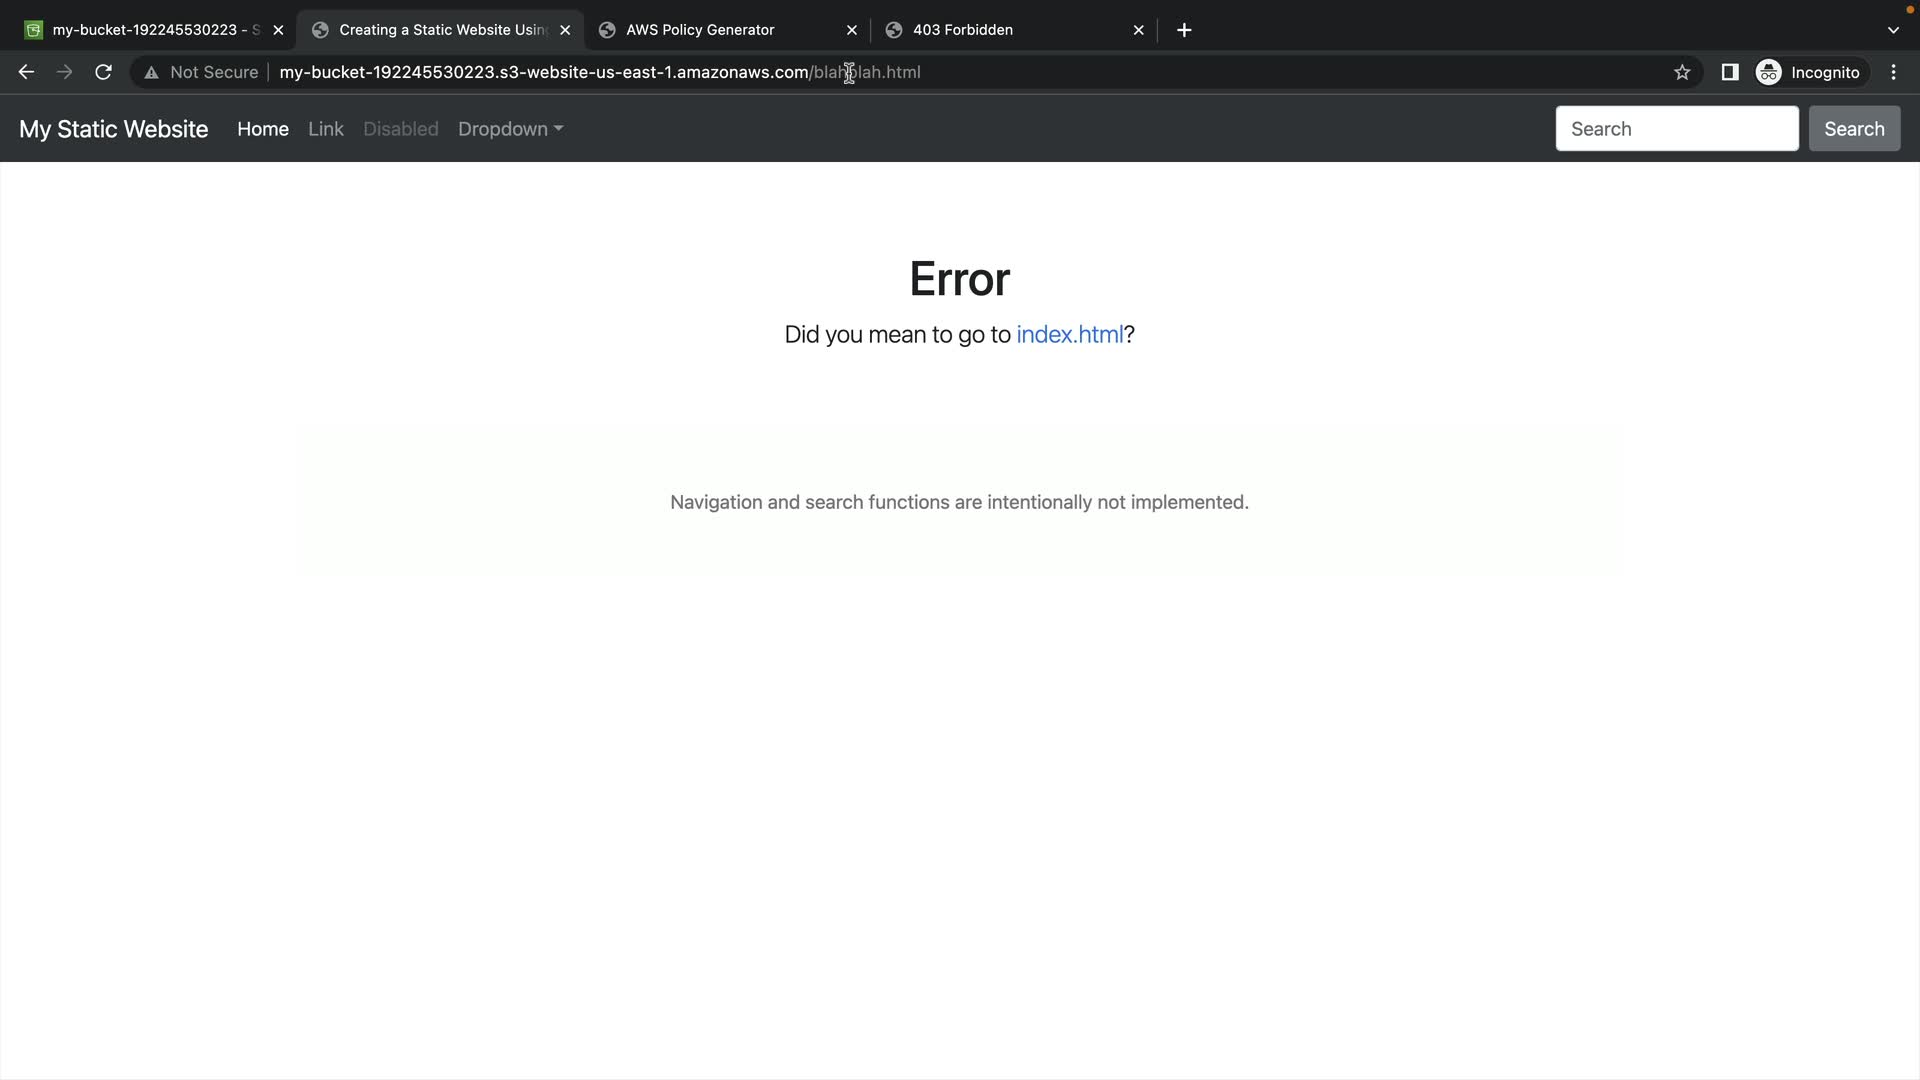 my-bucket-192245530223 - S
Creating a Static Website Usin
AWS Policy Generator
403 Forbidden
Not Secure
my-bucket-192245530223.s3-website-us-east-1.amazonaws.com/blahblah.html
Incognito
My Static Website
Home
Link
Disabled
Dropdown
Search
Search
Error
Did you mean to go to index.html?
Navigation and search functions are intentionally not implemented.